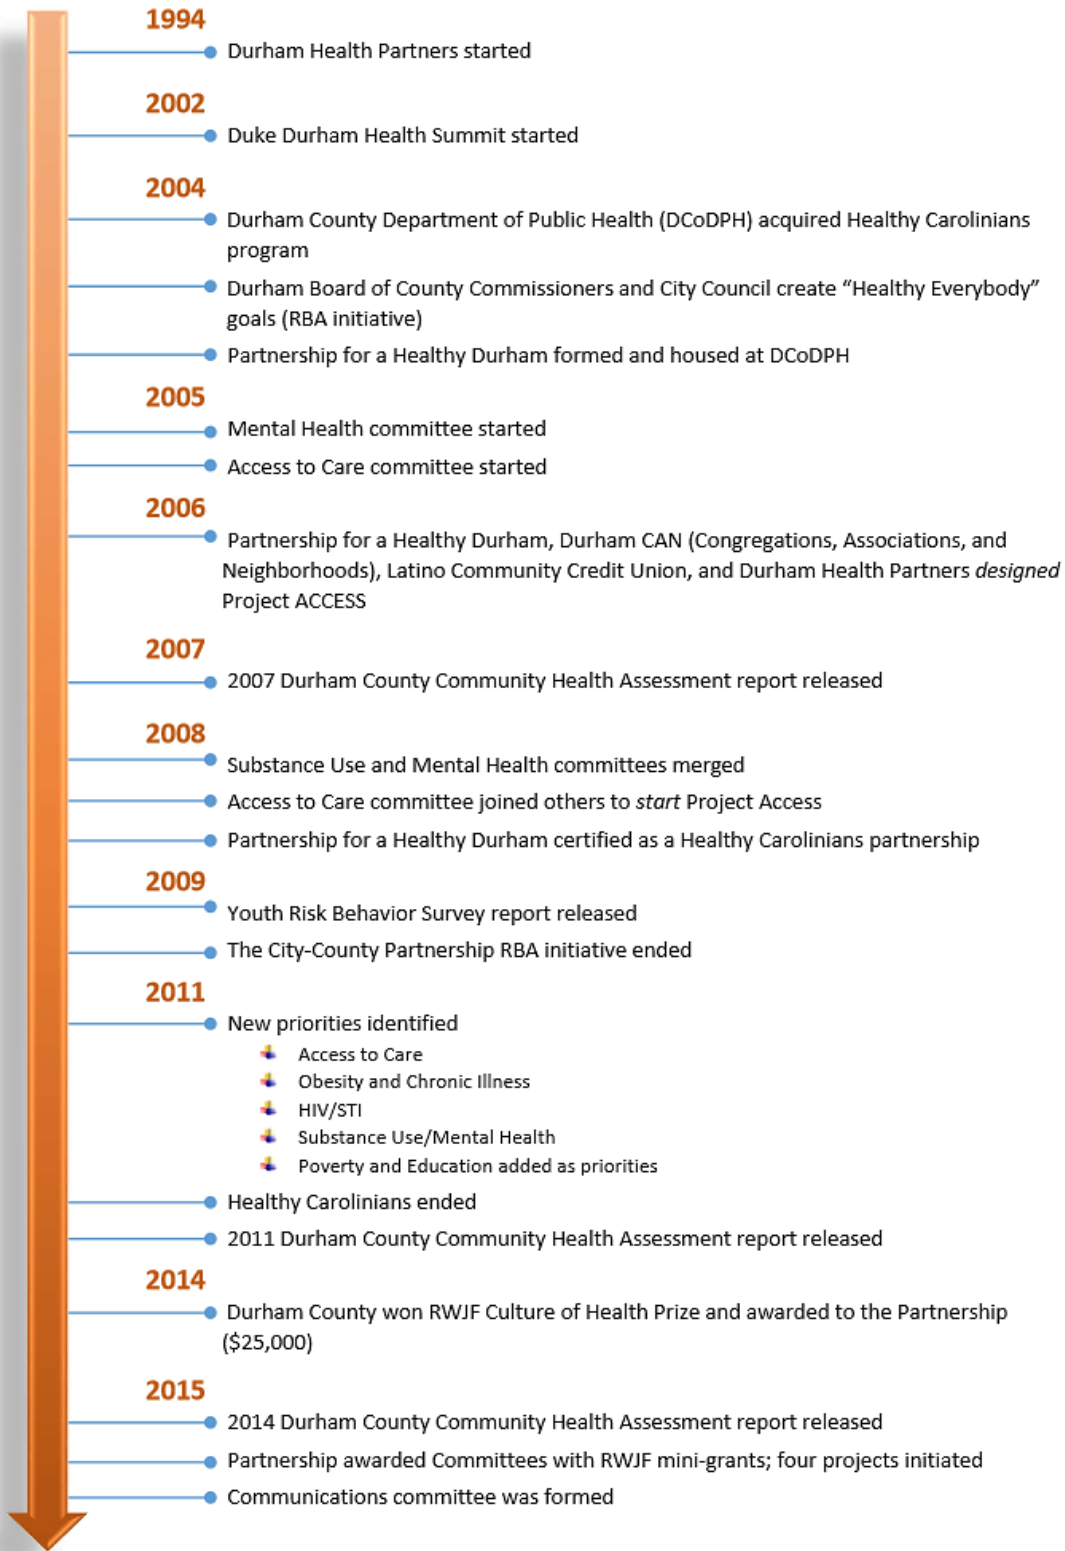 1994
Durham Health Partners started
2002
Duke Durham Health Summit started
2004
Durham County Department of Public Health (DCoDPH) acquired Healthy Carolinians
program
Durham Board of County Commissioners and City Council create “Healthy Everybody”
goals (RBA initiative)
Partnership for a Healthy Durham formed and housed at DCoDPH
2005
Mental Health committee started
Access to Care committee started
2006
Partnership for a Healthy Durham, Durham CAN (Congregations, Associations, and
Neighborhoods), Latino Community Credit Union, and Durham Health Partners designed
Project ACCESS
2007
2007 Durham County Community Health Assessment report released
2008
Substance Use and Mental Health committees merged
Access to Care committee joined others to start Project Access
Partnership for a Healthy Durham certified as a Healthy Carolinians partnership
2009
Youth Risk Behavior Survey report released
The City-County Partnership RBA initiative ended
2011
New priorities identified
Access to Care
Obesity and Chronic Illness
HIV/STI
Substance Use/Mental Health
Poverty and Education added as priorities
Healthy Carolinians ended
2011 Durham County Community Health Assessment report released
2014
Durham County won RWJF Culture of Health Prize and awarded to the Partnership
($25,000)
2015
2014 Durham County Community Health Assessment report released
Partnership awarded Committees with RWJF mini-grants; four projects initiated
Communications committee was formed